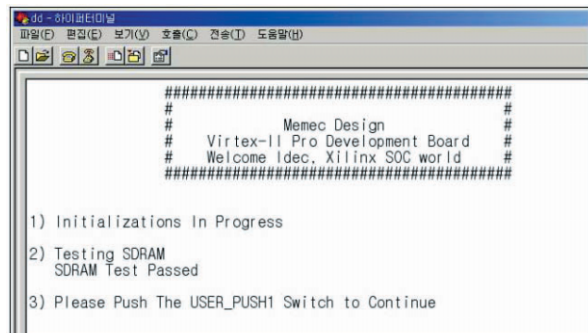 dd - 하이퍼터미널
파일(F) 편집(E) 보기(V) 호출(C) 전송(T) 도움말(H)
#########################################
# #
# Memec Design #
# Virtex-II Pro Development Board #
# Welcome Idec, Xilinx SOC world #
#########################################
1) Initializations In Progress
2) Testing SDRAM
SDRAM Test Passed
3) Please Push The USER_PUSH1 Switch to Continue